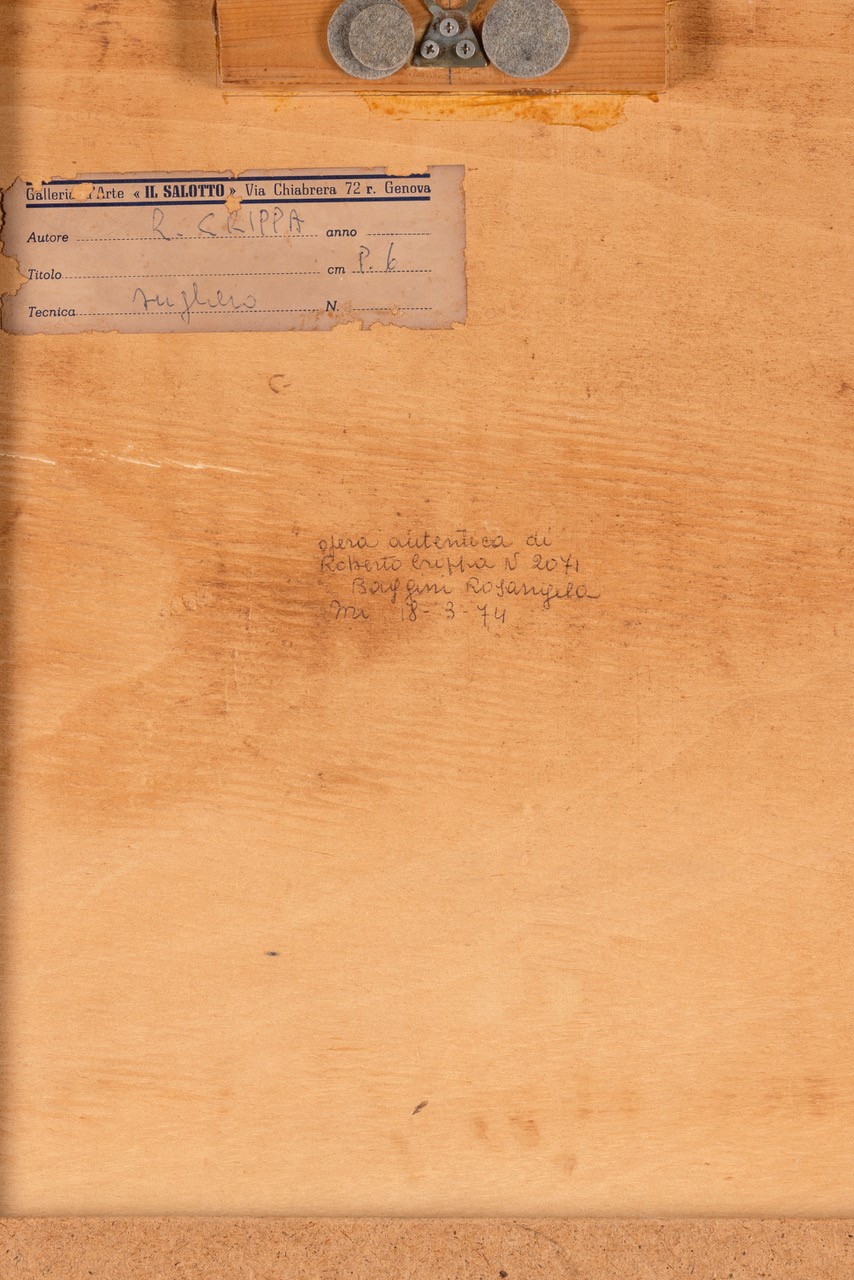 Galleria d'Arte « IL SALOTTO » Via Chiabrera 72 r. Genova
Autore R. CRIPPA anno
Titolo cm P. 6
Tecnica sughero N.
opera autentica di
Roberto Crippa N 2071
Baggini Rosangela
Mi 18-3-74